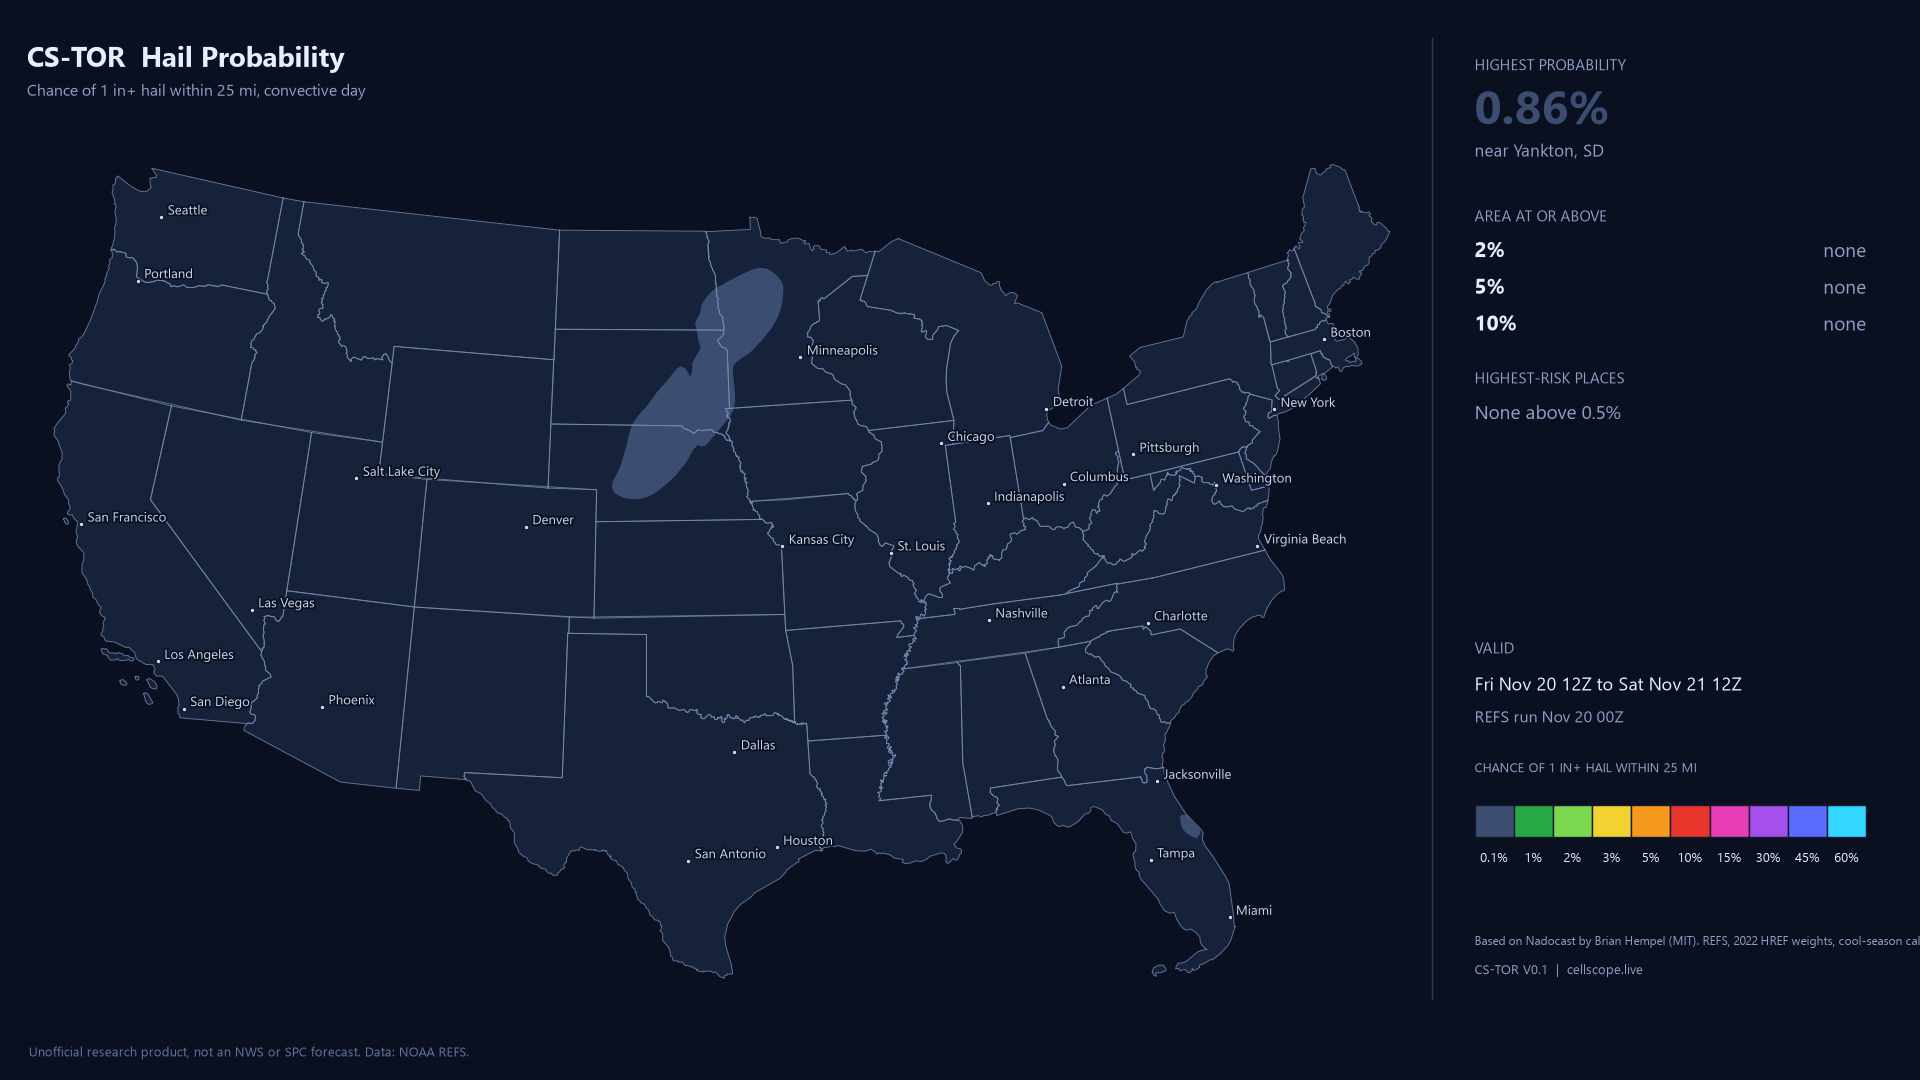 CS-TOR  Hail Probability
Chance of 1 in+ hail within 25 mi, convective day
Seattle
Portland
Minneapolis
Boston
Detroit
New York
Chicago
Pittsburgh
Salt Lake City
Columbus
Washington
Indianapolis
San Francisco
Denver
Kansas City
St. Louis
Virginia Beach
Las Vegas
Nashville
Charlotte
Los Angeles
Atlanta
San Diego
Phoenix
Dallas
Jacksonville
Houston
San Antonio
Tampa
Miami
HIGHEST PROBABILITY
0.86%
near Yankton, SD
AREA AT OR ABOVE
2% none
5% none
10% none
HIGHEST-RISK PLACES
None above 0.5%
VALID
Fri Nov 20 12Z to Sat Nov 21 12Z
REFS run Nov 20 00Z
CHANCE OF 1 IN+ HAIL WITHIN 25 MI
0.1% 1% 2% 3% 5% 10% 15% 30% 45% 60%
Based on Nadocast by Brian Hempel (MIT). REFS, 2022 HREF weights, cool-season
CS-TOR V0.1 | cellscope.live
Unofficial research product, not an NWS or SPC forecast. Data: NOAA REFS.